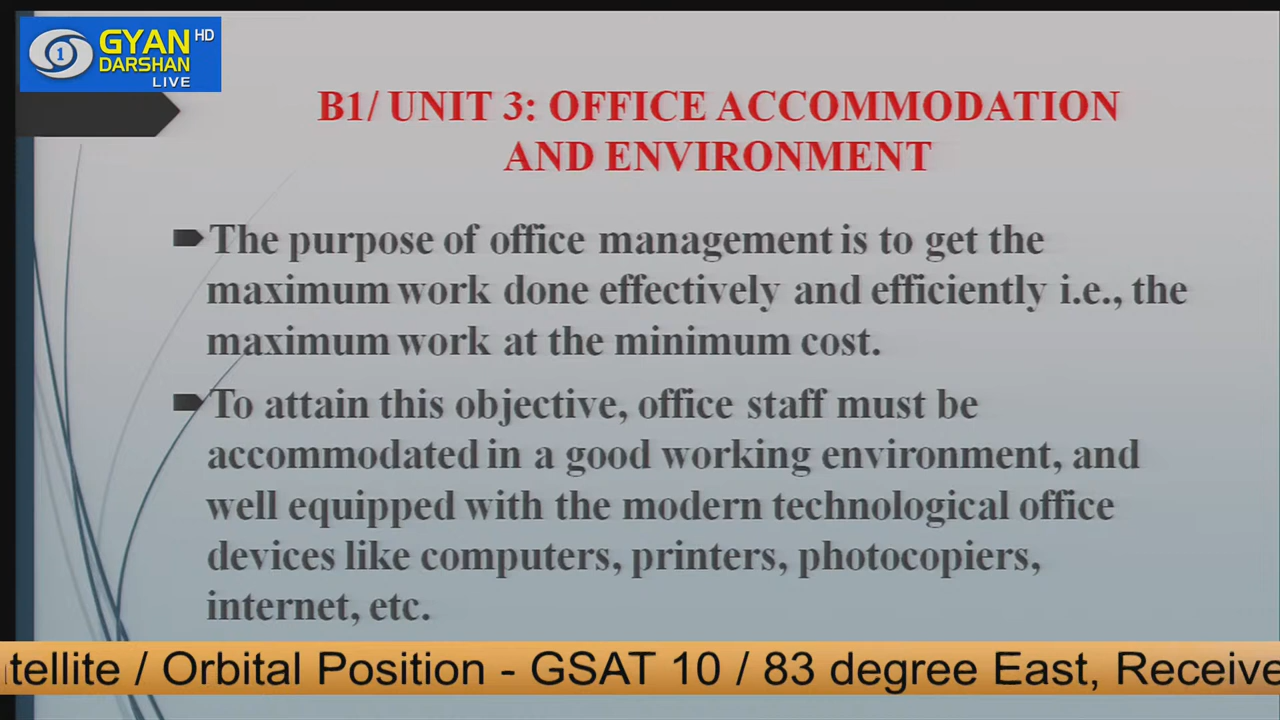 GYAN HD
DARSHAN
1
LIVE
B1/ UNIT 3: OFFICE ACCOMMODATION
AND ENVIRONMENT
The purpose of office management is to get the
maximum work done effectively and efficiently i.e., the
maximum work at the minimum cost.
To attain this objective, office staff must be
accommodated in a good working environment, and
well equipped with the modern technological office
devices like computers, printers, photocopiers,
internet, etc.
tellite / Orbital Position - GSAT 10 / 83 degree East, Receive